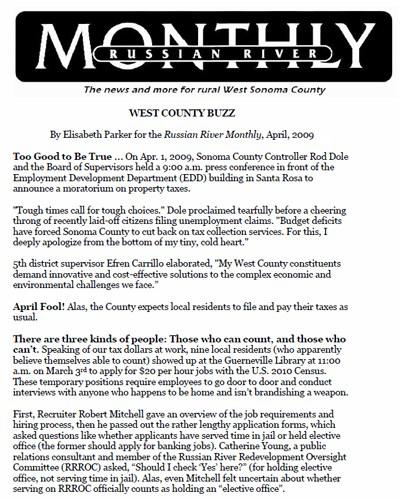 MONTHLY
RUSSIAN RIVER
The news and more for rural West Sonoma County
WEST COUNTY BUZZ
By Elisabeth Parker for the Russian River Monthly, April, 2009
Too Good to Be True ... On Apr. 1, 2009, Sonoma County Controller Rod Dole
and the Board of Supervisors held a 9:00 a.m. press conference in front of the
Employment Development Department (EDD) building in Santa Rosa to
announce a moratorium on property taxes.
"Tough times call for tough choices." Dole proclaimed tearfully before a cheering
throng of recently laid-off citizens filing unemployment claims. "Budget deficits
have forced Sonoma County to cut back on tax collection services. For this, I
deeply apologize from the bottom of my tiny, cold heart."
5th district supervisor Efren Carrillo elaborated, "My West County constituents
demand innovative and cost-effective solutions to the complex economic and
environmental challenges we face."
April Fool! Alas, the County expects local residents to file and pay their taxes as
usual.
There are three kinds of people: Those who can count, and those who
can't. Speaking of our tax dollars at work, nine local residents (who apparently
believe themselves able to count) showed up at the Guerneville Library at 11:00
a.m. on March 3rd to apply for $20 per hour jobs with the U.S. 2010 Census.
These temporary positions require employees to go door to door and conduct
interviews with anyone who happens to be home and isn't brandishing a weapon.
First, Recruiter Robert Mitchell gave an overview of the job requirements and
hiring process, then he passed out the rather lengthy application forms, which
asked questions like whether applicants have served time in jail or held elective
office (the former should apply for banking jobs). Catherine Young, a public
relations consultant and member of the Russian River Redevelopment Oversight
Committee (RRROC) asked, "Should I check 'Yes' here?" (for holding elective
office, not serving time in jail). Alas, even Mitchell felt uncertain about whether
serving on RRROC officially counts as holding an "elective office".